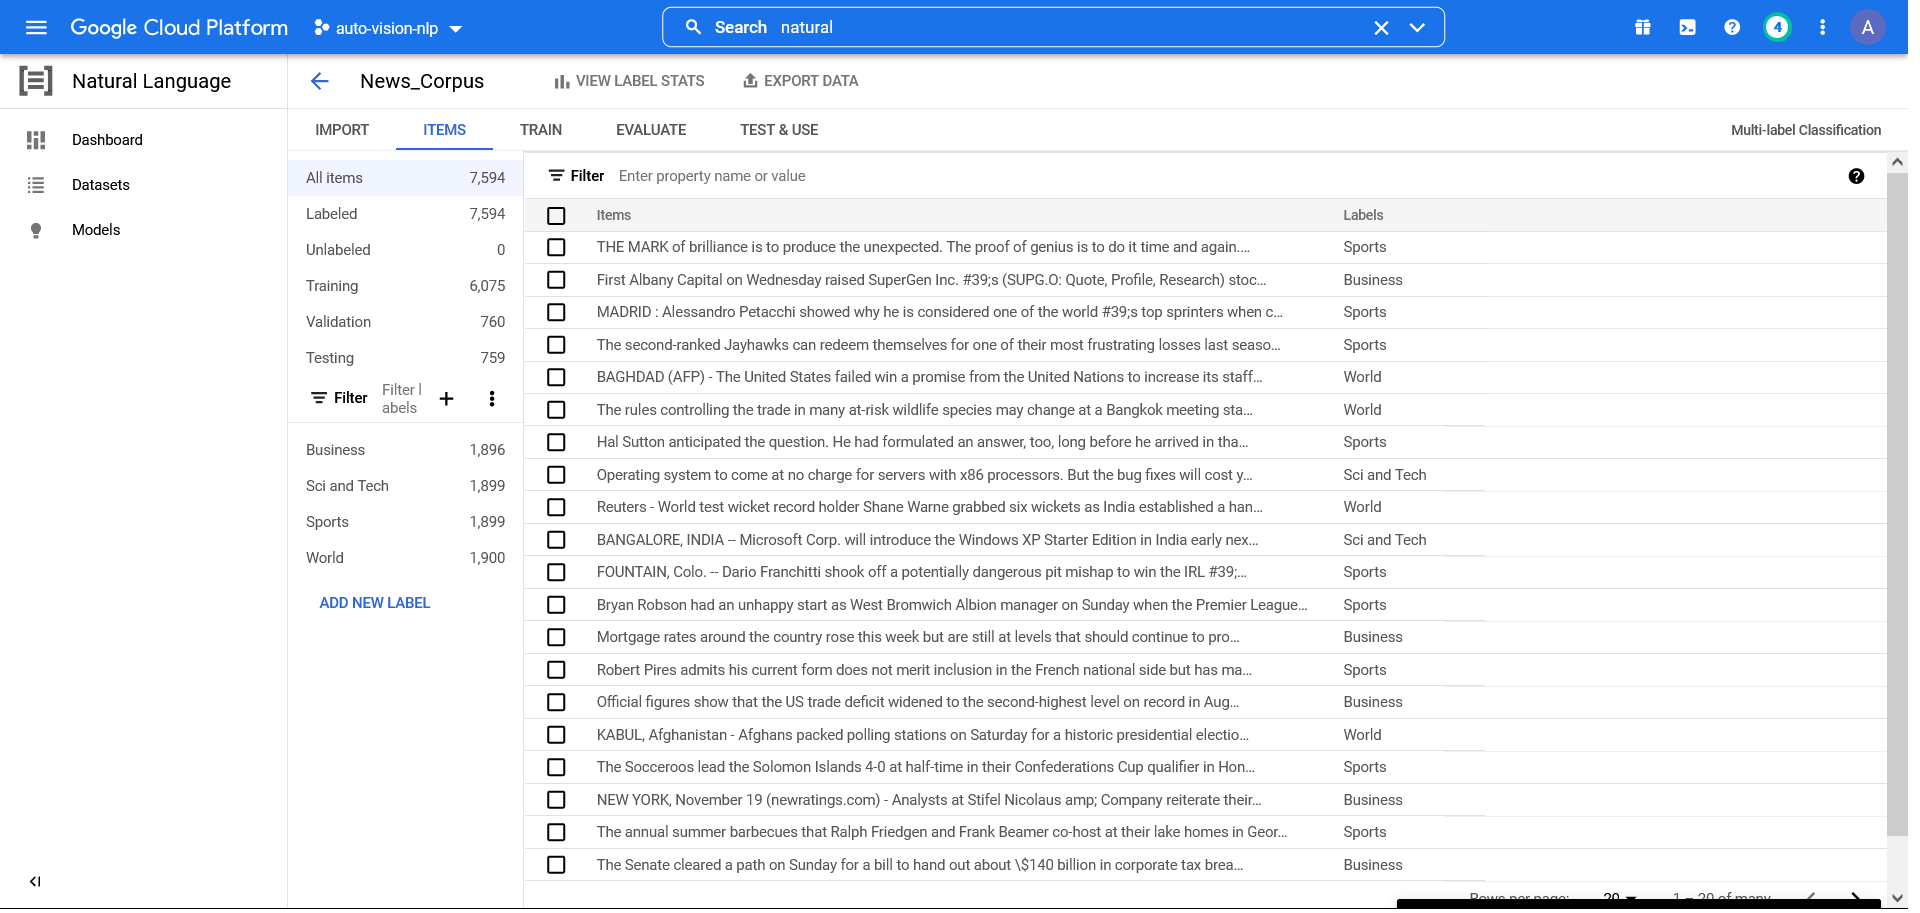 Google Cloud Platform auto-vision-nlp Search natural 4 A
Natural Language News_Corpus VIEW LABEL STATS EXPORT DATA
Dashboard
Datasets
Models
IMPORT ITEMS TRAIN EVALUATE TEST & USE Multi-label Classification
All items 7,594
Labeled 7,594
Unlabeled 0
Training 6,075
Validation 760
Testing 759
Filter Filter l
abels
Business 1,896
Sci and Tech 1,899
Sports 1,899
World 1,900
ADD NEW LABEL
Filter Enter property name or value
Items Labels
THE MARK of brilliance is to produce the unexpected. The proof of genius is to do it time and again.... Sports
First Albany Capital on Wednesday raised SuperGen Inc. #39;s (SUPG.O: Quote, Profile, Research) stoc... Business
MADRID : Alessandro Petacchi showed why he is considered one of the world #39;s top sprinters when c... Sports
The second-ranked Jayhawks can redeem themselves for one of their most frustrating losses last seaso... Sports
BAGHDAD (AFP) - The United States failed win a promise from the United Nations to increase its staff... World
The rules controlling the trade in many at-risk wildlife species may change at a Bangkok meeting sta... World
Hal Sutton anticipated the question. He had formulated an answer, too, long before he arrived in tha... Sports
Operating system to come at no charge for servers with x86 processors. But the bug fixes will cost y... Sci and Tech
Reuters - World test wicket record holder Shane Warne grabbed six wickets as India established a han... World
BANGALORE, INDIA -- Microsoft Corp. will introduce the Windows XP Starter Edition in India early nex... Sci and Tech
FOUNTAIN, Colo. -- Dario Franchitti shook off a potentially dangerous pit mishap to win the IRL #39;... Sports
Bryan Robson had an unhappy start as West Bromwich Albion manager on Sunday when the Premier League... Sports
Mortgage rates around the country rose this week but are still at levels that should continue to pro... Business
Robert Pires admits his current form does not merit inclusion in the French national side but has ma... Sports
Official figures show that the US trade deficit widened to the second-highest level on record in Aug... Business
KABUL, Afghanistan - Afghans packed polling stations on Saturday for a historic presidential electio... World
The Socceroos lead the Solomon Islands 4-0 at half-time in their Confederations Cup qualifier in Hon... Sports
NEW YORK, November 19 (newratings.com) - Analysts at Stifel Nicolaus amp; Company reiterate their... Business
The annual summer barbecues that Ralph Friedgen and Frank Beamer co-host at their lake homes in Geor... Sports
The Senate cleared a path on Sunday for a bill to hand out about \$140 billion in corporate tax brea... Business
Rows per page: 20 1 – 20 of many